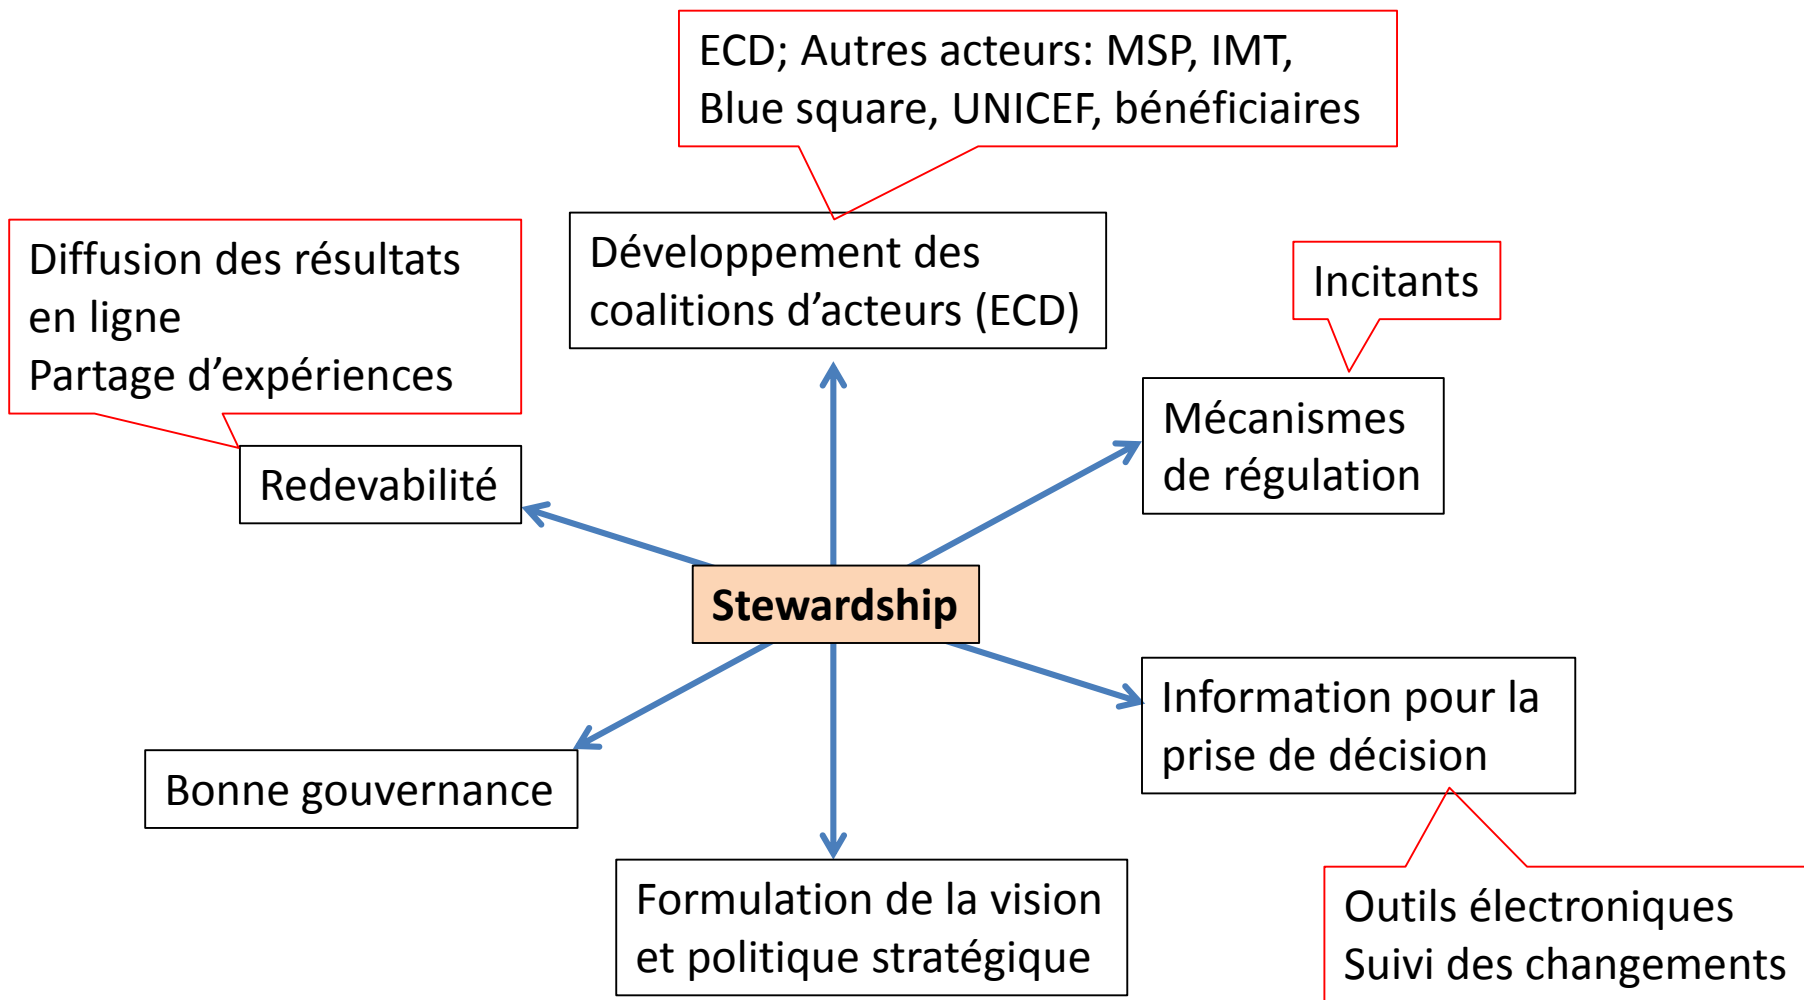 ECD; Autres acteurs: MSP, IMT,
Blue square, UNICEF, bénéficiaires
Développement des
coalitions d’acteurs (ECD)
Diffusion des résultats
en ligne
Partage d’expériences
Redevabilité
Incitants
Mécanismes
de régulation
Stewardship
Information pour la
prise de décision
Bonne gouvernance
Formulation de la vision
et politique stratégique
Outils électroniques
Suivi des changements